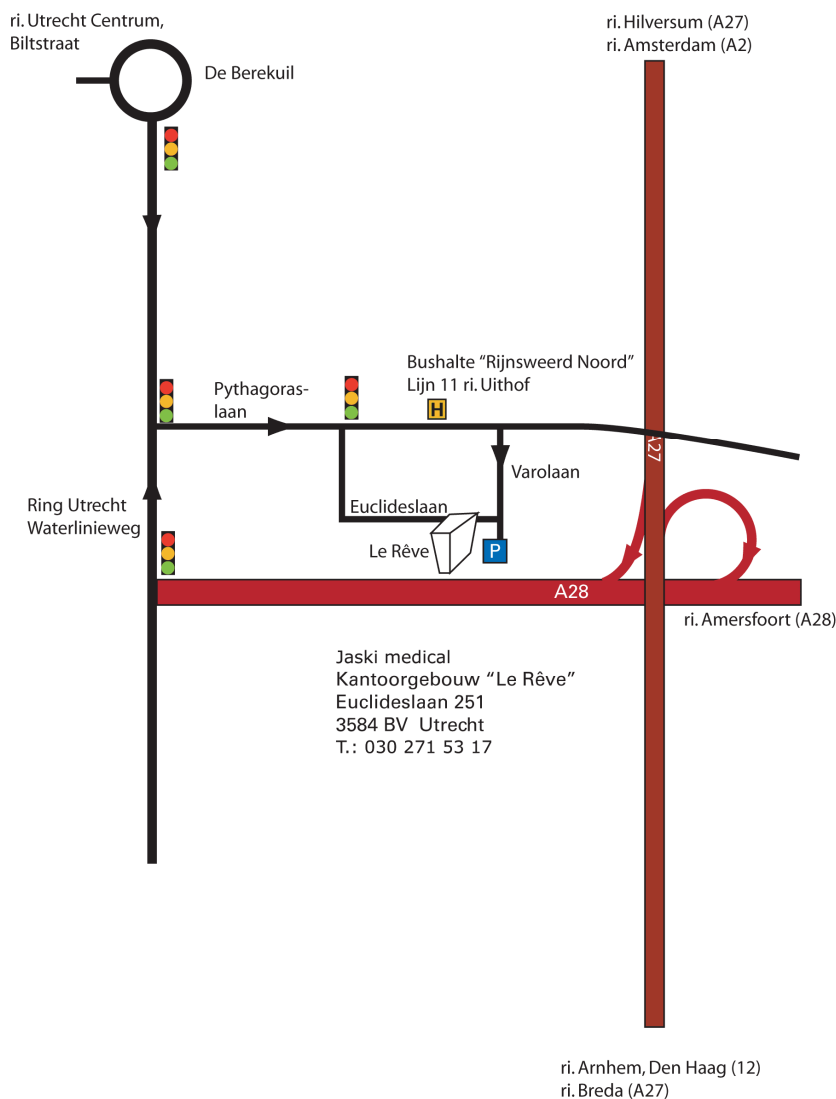 ri. Utrecht Centrum,
Biltstraat
De Berekuil
ri. Hilversum (A27)
ri. Amsterdam (A2)
Bushalte “Rijnsweerd Noord”
Lijn 11 ri. Uithof
H
Pythagoras-
laan
A27
Varolaan
Euclideslaan
Ring Utrecht
Waterlinieweg
Le Rêve
P
A28
ri. Amersfoort (A28)
Jaski medical
Kantoorgebouw “Le Rêve”
Euclideslaan 251
3584 BV Utrecht
T.: 030 271 53 17
ri. Arnhem, Den Haag (12)
ri. Breda (A27)